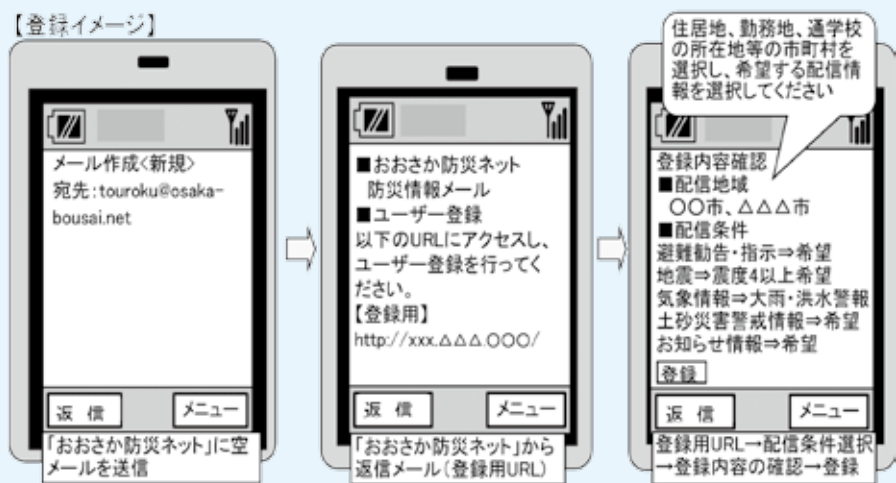 【登録イメージ】
メール作成<新規>
宛先:touroku@osaka-
bousai.net
返 信
メニュー
「おおさか防災ネット」に空
メールを送信
■おおさか防災ネット
防災情報メール
■ユーザー登録
以下のURLにアクセスし、
ユーザー登録を行ってく
ださい。
【登録用】
http://xxx.△△△.○○○/
返 信
メニュー
「おおさか防災ネット」から
返信メール(登録用URL)
住居地、勤務地、通学校
の所在地等の市町村を
選択し、希望する配信情
報を選択してください
登録内容確認
■配信地域
○○市、△△△市
■配信条件
避難勧告・指示⇒希望
地震⇒震度4以上希望
気象情報⇒大雨・洪水警報
土砂災害警戒情報⇒希望
お知らせ情報⇒希望
登録
返 信
メニュー
登録用URL→配信条件選択
→登録内容の確認→登録